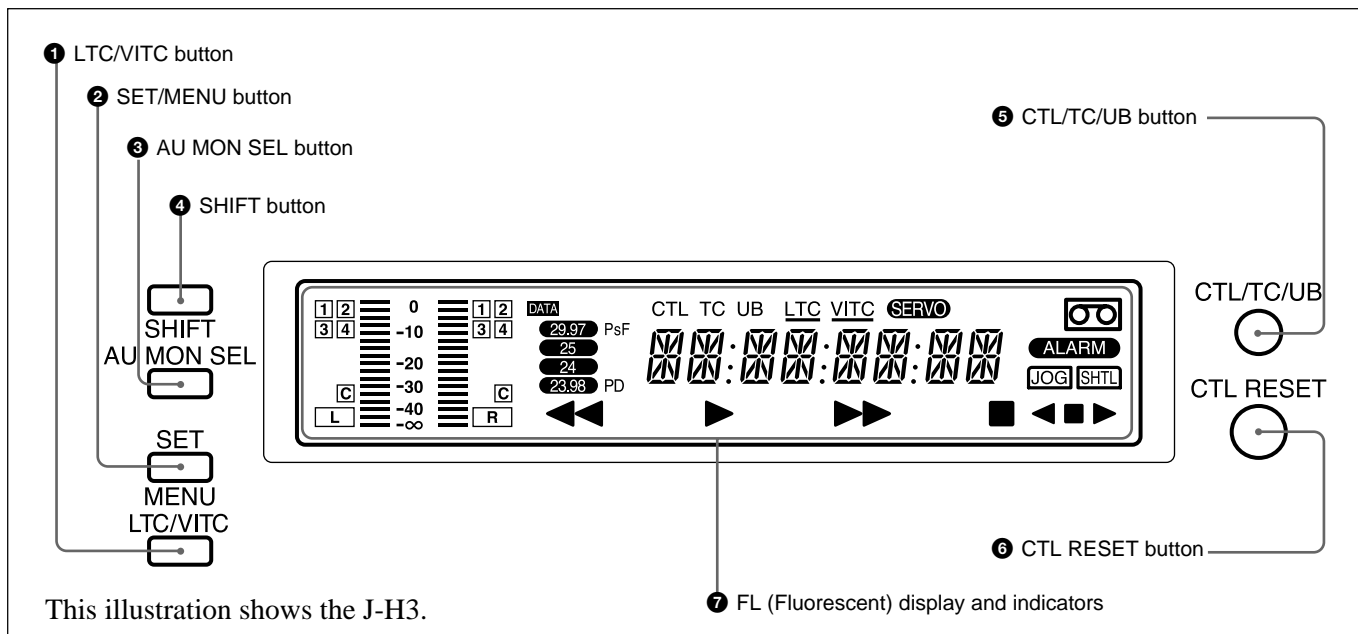 ❶ LTC/VITC button
❷ SET/MENU button
❸ AU MON SEL button
❹ SHIFT button
❺ CTL/TC/UB button
SHIFT
AU MON SEL
SET
MENU
LTC/VITC
1 2 0 1 2
3 4 -10 3 4
-20
-30
C -40 C
L -∞ R
DATA
29.97 PsF
25
24
23.98 PD
CTL TC UB LTC VITC SERVO
ALARM
JOG SHTL
CTL/TC/UB
CTL RESET
❻ CTL RESET button
❼ FL (Fluorescent) display and indicators
This illustration shows the J-H3.